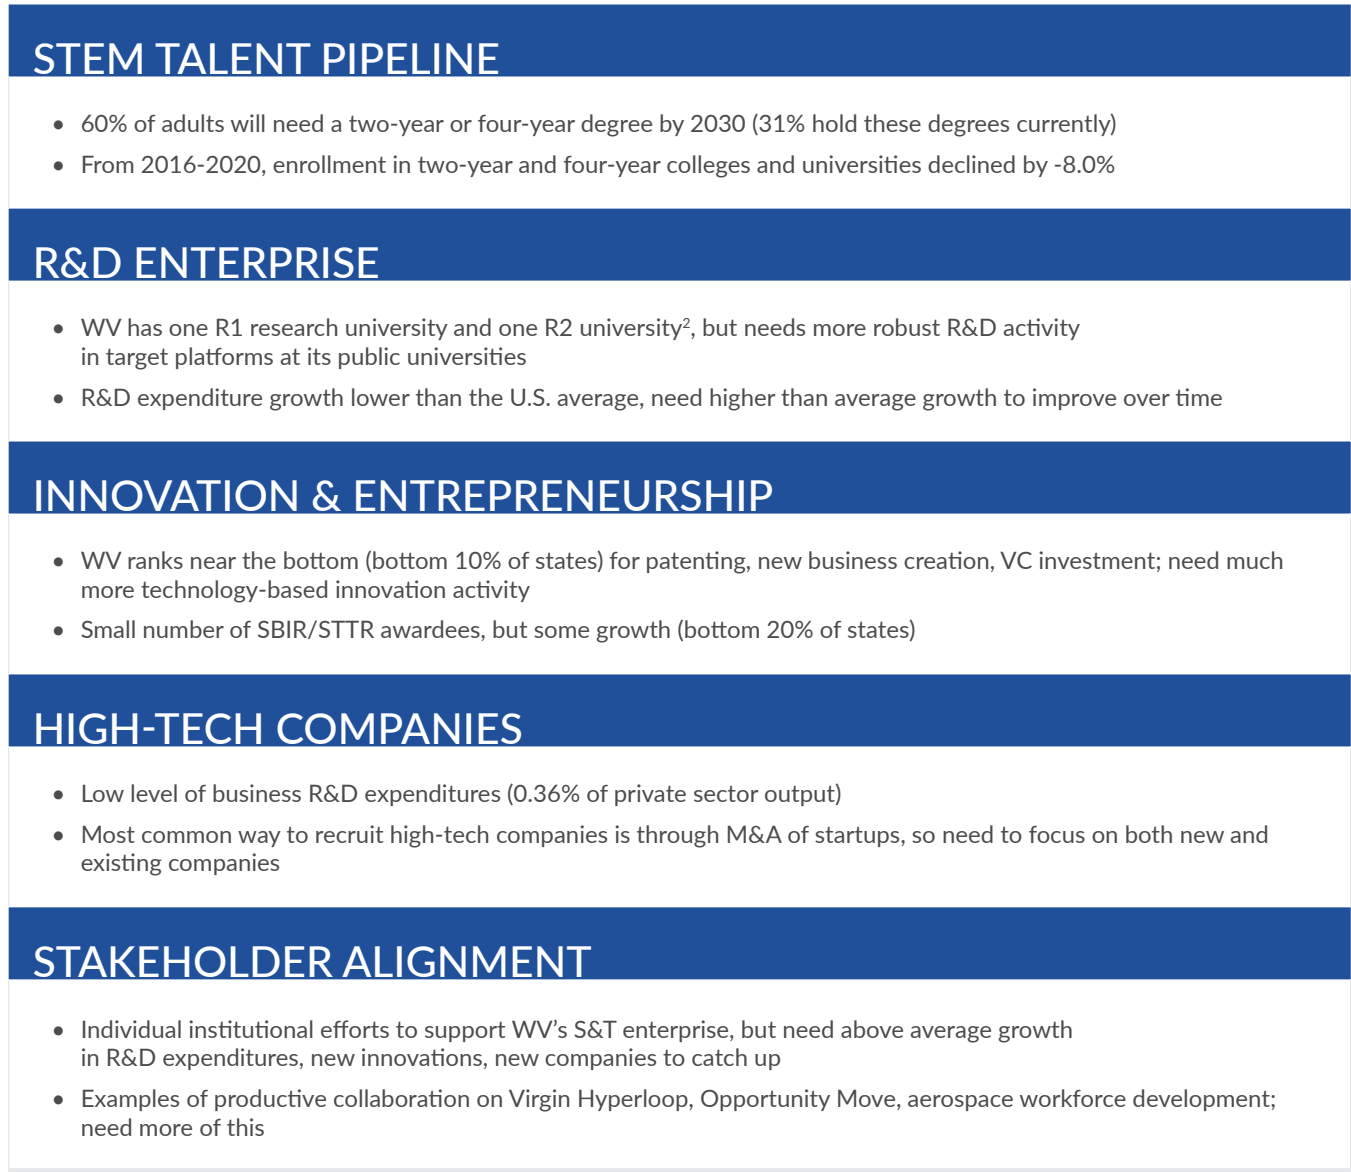 STEM TALENT PIPELINE
• 60% of adults will need a two-year or four-year degree by 2030 (31% hold these degrees currently)
• From 2016-2020, enrollment in two-year and four-year colleges and universities declined by -8.0%
R&D ENTERPRISE
• WV has one R1 research university and one R2 university², but needs more robust R&D activity
in target platforms at its public universities
• R&D expenditure growth lower than the U.S. average, need higher than average growth to improve over time
INNOVATION & ENTREPRENEURSHIP
• WV ranks near the bottom (bottom 10% of states) for patenting, new business creation, VC investment; need much
more technology-based innovation activity
• Small number of SBIR/STTR awardees, but some growth (bottom 20% of states)
HIGH-TECH COMPANIES
• Low level of business R&D expenditures (0.36% of private sector output)
• Most common way to recruit high-tech companies is through M&A of startups, so need to focus on both new and
existing companies
STAKEHOLDER ALIGNMENT
• Individual institutional efforts to support WV’s S&T enterprise, but need above average growth
in R&D expenditures, new innovations, new companies to catch up
• Examples of productive collaboration on Virgin Hyperloop, Opportunity Move, aerospace workforce development;
need more of this